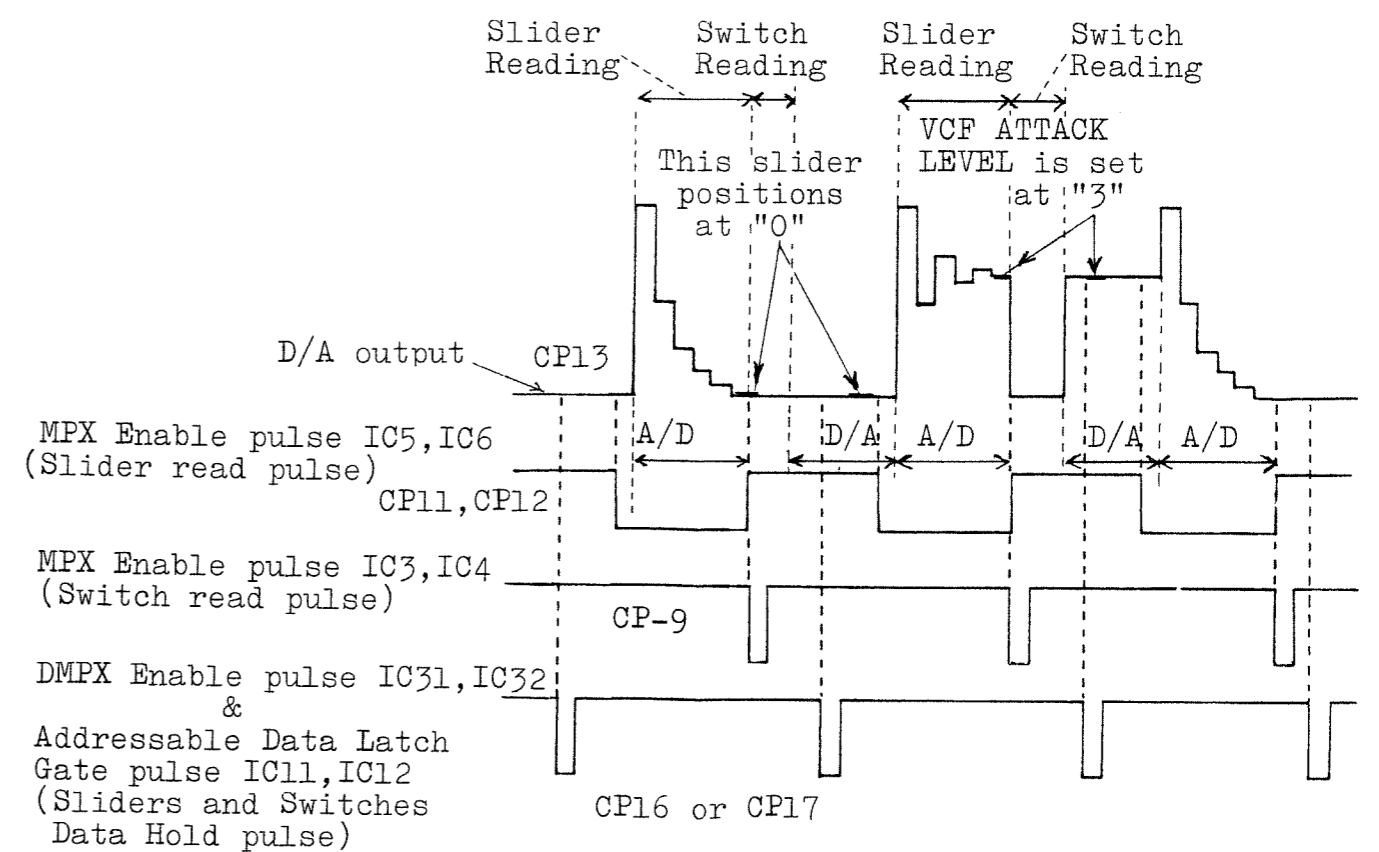 Slider
Reading
Switch
Reading
Slider
Reading
Switch
Reading
This slider
positions
at "0"
VCF ATTACK
LEVEL is set
at "3"
D/A output
CP13
MPX Enable pulse IC5,IC6
(Slider read pulse)
CP11,CP12
A/D
D/A
A/D
D/A
A/D
MPX Enable pulse IC3,IC4
(Switch read pulse)
CP-9
DMPX Enable pulse IC31,IC32
&
Addressable Data Latch
Gate pulse IC11,IC12
(Sliders and Switches
Data Hold pulse)
CP16 or CP17